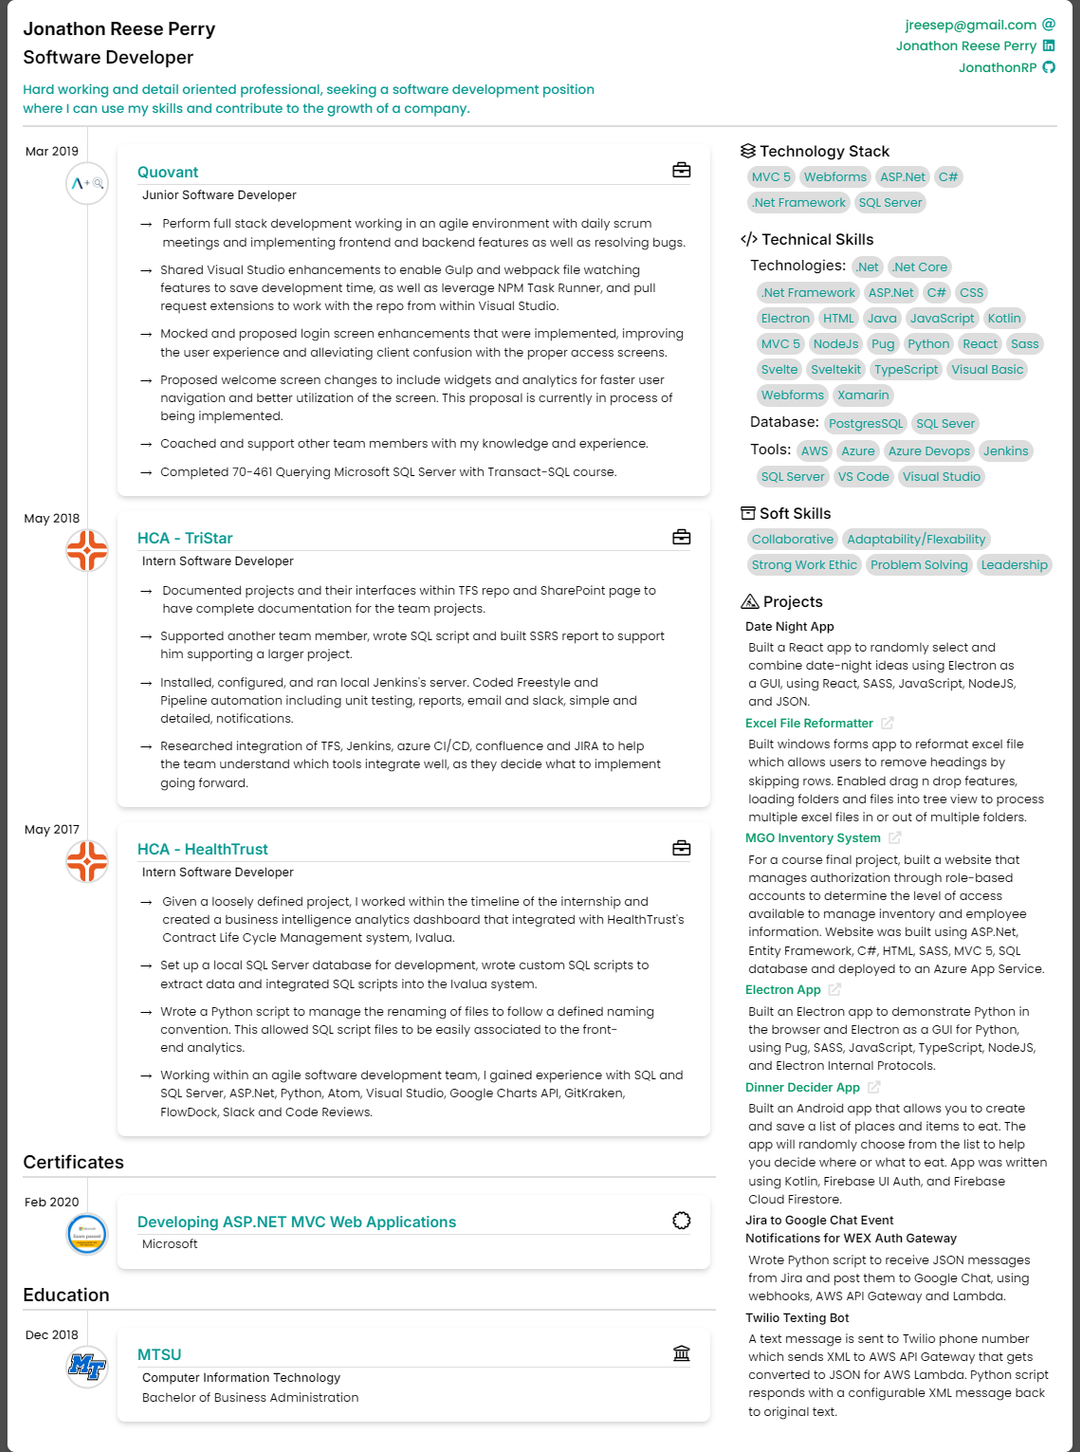 Jonathon Reese Perry
Software Developer
Hard working and detail oriented professional, seeking a software development position
where I can use my skills and contribute to the growth of a company.
jreesep@gmail.com
Jonathon Reese Perry
JonathonRP
Mar 2019
Quovant
Junior Software Developer
→ Perform full stack development working in an agile environment with daily scrum
meetings and implementing frontend and backend features as well as resolving bugs.
→ Shared Visual Studio enhancements to enable Gulp and webpack file watching
features to save development time, as well as leverage NPM Task Runner, and pull
request extensions to work with the repo from within Visual Studio.
→ Mocked and proposed login screen enhancements that were implemented, improving
the user experience and alleviating client confusion with the proper access screens.
→ Proposed welcome screen changes to include widgets and analytics for faster user
navigation and better utilization of the screen. This proposal is currently in process of
being implemented.
→ Coached and support other team members with my knowledge and experience.
→ Completed 70-461 Querying Microsoft SQL Server with Transact-SQL course.
May 2018
HCA - TriStar
Intern Software Developer
→ Documented projects and their interfaces within TFS repo and SharePoint page to
have complete documentation for the team projects.
→ Supported another team member, wrote SQL script and built SSRS report to support
him supporting a larger project.
→ Installed, configured, and ran local Jenkins's server. Coded Freestyle and
Pipeline automation including unit testing, reports, email and slack, simple and
detailed, notifications.
→ Researched integration of TFS, Jenkins, azure CI/CD, confluence and JIRA to help
the team understand which tools integrate well, as they decide what to implement
going forward.
May 2017
HCA - HealthTrust
Intern Software Developer
→ Given a loosely defined project, I worked within the timeline of the internship and
created a business intelligence analytics dashboard that integrated with HealthTrust's
Contract Life Cycle Management system, Ivalua.
→ Set up a local SQL Server database for development, wrote custom SQL scripts to
extract data and integrated SQL scripts into the Ivalua system.
→ Wrote a Python script to manage the renaming of files to follow a defined naming
convention. This allowed SQL script files to be easily associated to the front-
end analytics.
→ Working within an agile software development team, I gained experience with SQL and
SQL Server, ASP.Net, Python, Atom, Visual Studio, Google Charts API, GitKraken,
FlowDock, Slack and Code Reviews.
Certificates
Feb 2020
Developing ASP.NET MVC Web Applications
Microsoft
Education
Dec 2018
MT
MTSU
Computer Information Technology
Bachelor of Business Administration
Technology Stack
MVC 5 Webforms ASP.Net C#
.Net Framework SQL Server
Technical Skills
Technologies: .Net .Net Core
.Net Framework ASP.Net C# CSS
Electron HTML Java JavaScript Kotlin
MVC 5 NodeJs Pug Python React Sass
Svelte Sveltekit TypeScript Visual Basic
Webforms Xamarin
Database: PostgresSQL SQL Sever
Tools: AWS Azure Azure Devops Jenkins
SQL Server VS Code Visual Studio
Soft Skills
Collaborative Adaptability/Flexability
Strong Work Ethic Problem Solving Leadership
Projects
Date Night App
Built a React app to randomly select and
combine date-night ideas using Electron as
a GUI, using React, SASS, JavaScript, NodeJS,
and JSON.
Excel File Reformatter
Built windows forms app to reformat excel file
which allows users to remove headings by
skipping rows. Enabled drag n drop features,
loading folders and files into tree view to process
multiple excel files in or out of multiple folders.
MGO Inventory System
For a course final project, built a website that
manages authorization through role-based
accounts to determine the level of access
available to manage inventory and employee
information. Website was built using ASP.Net,
Entity Framework, C#, HTML, SASS, MVC 5, SQL
database and deployed to an Azure App Service.
Electron App
Built an Electron app to demonstrate Python in
the browser and Electron as a GUI for Python,
using Pug, SASS, JavaScript, TypeScript, NodeJS,
and Electron Internal Protocols.
Dinner Decider App
Built an Android app that allows you to create
and save a list of places and items to eat. The
app will randomly choose from the list to help
you decide where or what to eat. App was written
using Kotlin, Firebase UI Auth, and Firebase
Cloud Firestore.
Jira to Google Chat Event
Notifications for WEX Auth Gateway
Wrote Python script to receive JSON messages
from Jira and post them to Google Chat, using
webhooks, AWS API Gateway and Lambda.
Twilio Texting Bot
A text message is sent to Twilio phone number
which sends XML to AWS API Gateway that gets
converted to JSON for AWS Lambda. Python script
responds with a configurable XML message back
to original text.